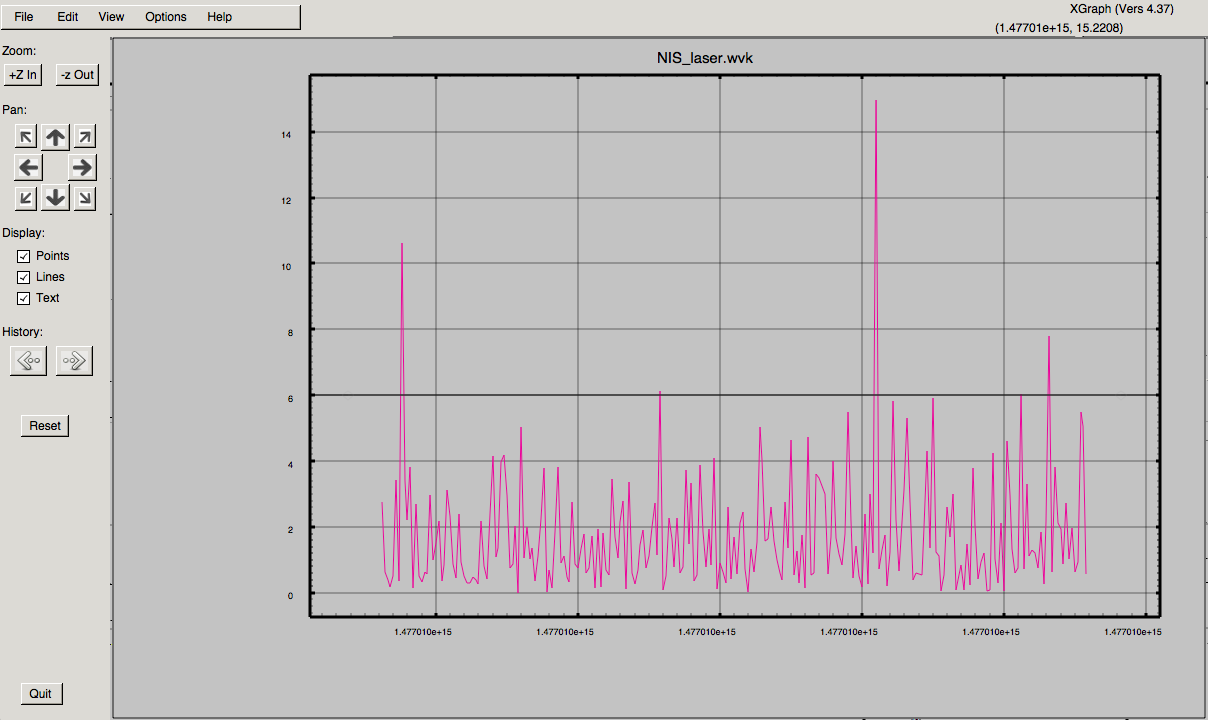 File Edit View Options Help
XGraph (Vers 4.37)
(1.47701e+15, 15.2208)
Zoom:
+Z In -z Out
Pan:
Display:
Points
Lines
Text
History:
Reset
Quit
NIS_laser.wvk
14
12
10
8
6
4
2
0
1.477010e+15 1.477010e+15 1.477010e+15 1.477010e+15 1.477010e+15 1.477010e+15